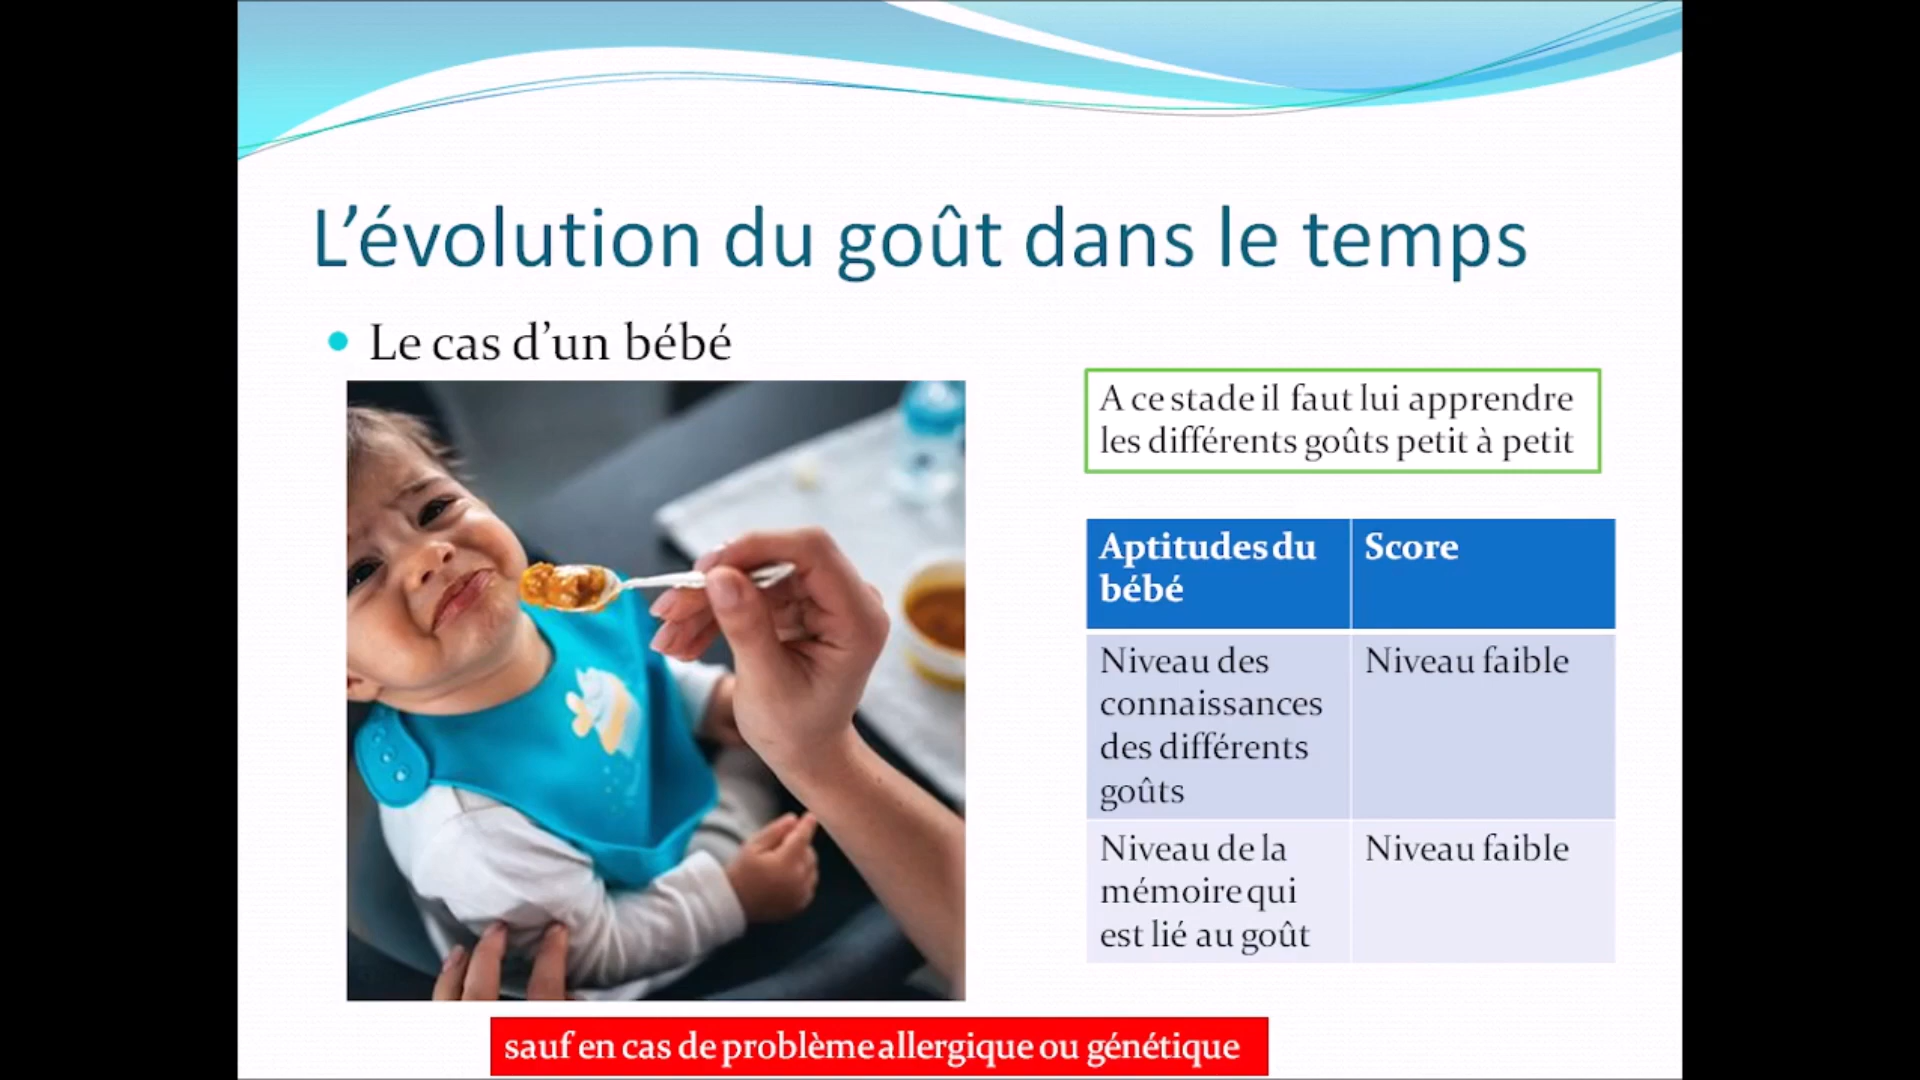 L’évolution du goût dans le temps
Le cas d’un bébé
A ce stade il faut lui apprendre
les différents goûts petit à petit
Aptitudes du
bébé
Score
Niveau des
connaissances
des différents
goûts
Niveau faible
Niveau de la
mémoire qui
est lié au goût
Niveau faible
sauf en cas de problème allergique ou génétique